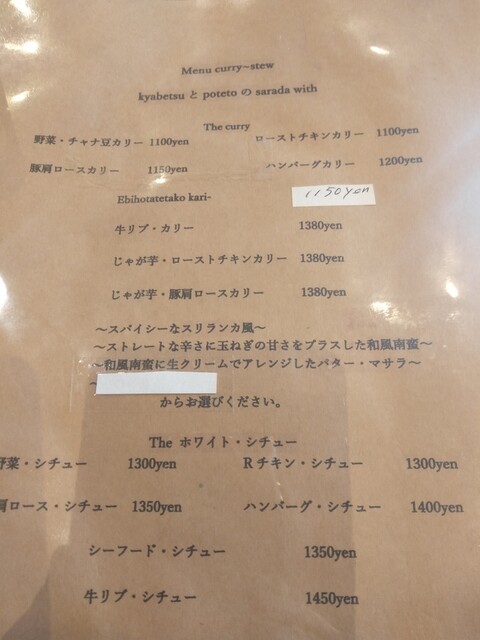 Menu curry~stew
kyabetsu と poteto の sarada with
The curry
野菜・チャナ豆カリー 1100yen ローストチキンカリー 1100yen
豚肩ロースカリー 1150yen ハンバーグカリー 1200yen
Ebihotatetako kari- 1150yen
牛リブ・カリー 1380yen
じゃが芋・ローストチキンカリー 1380yen
じゃが芋・豚肩ロースカリー 1380yen
～スパイシーなスリランカ風～
～ストレートな辛さに玉ねぎの甘さをプラスした和風南蛮～
～和風南蛮に生クリームでアレンジしたバター・マサラ～
～
からお選びください。
The ホワイト・シチュー
野菜・シチュー 1300yen Rチキン・シチュー 1300yen
肩ロース・シチュー 1350yen ハンバーグ・シチュー 1400yen
シーフード・シチュー 1350yen
牛リブ・シチュー 1450yen